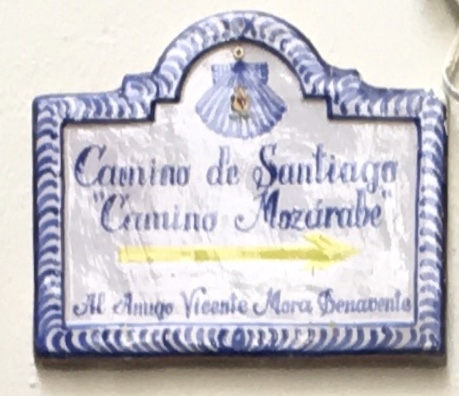 Camino de Santiago
"Camino Mozárabe"
Al Amigo Vicente Mora Benavente